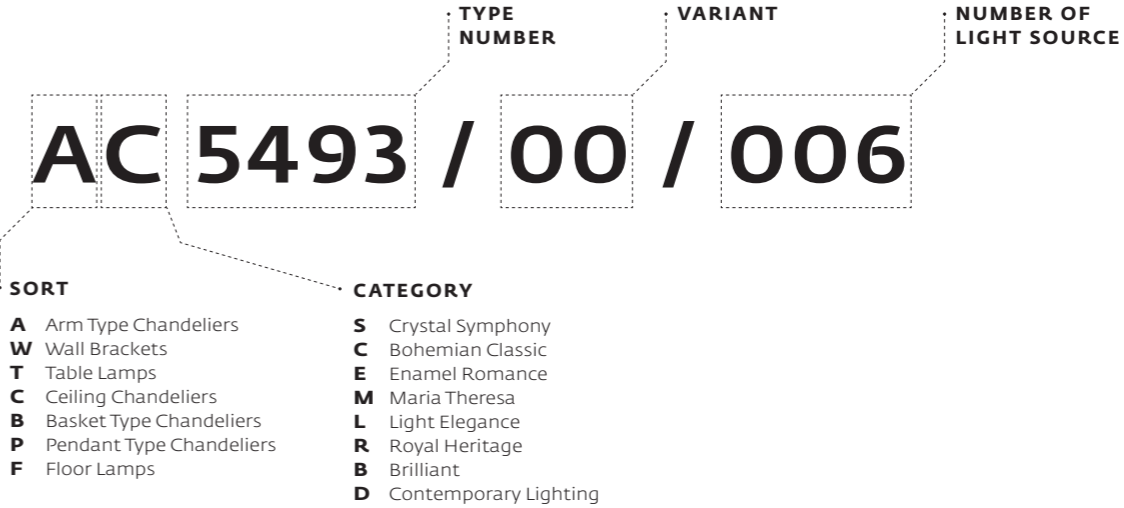 TYPE
NUMBER
VARIANT
NUMBER OF
LIGHT SOURCE
AC 5493 / 00 / 006
SORT
A Arm Type Chandeliers
W Wall Brackets
T Table Lamps
C Ceiling Chandeliers
B Basket Type Chandeliers
P Pendant Type Chandeliers
F Floor Lamps
CATEGORY
S Crystal Symphony
C Bohemian Classic
E Enamel Romance
M Maria Theresa
L Light Elegance
R Royal Heritage
B Brilliant
D Contemporary Lighting